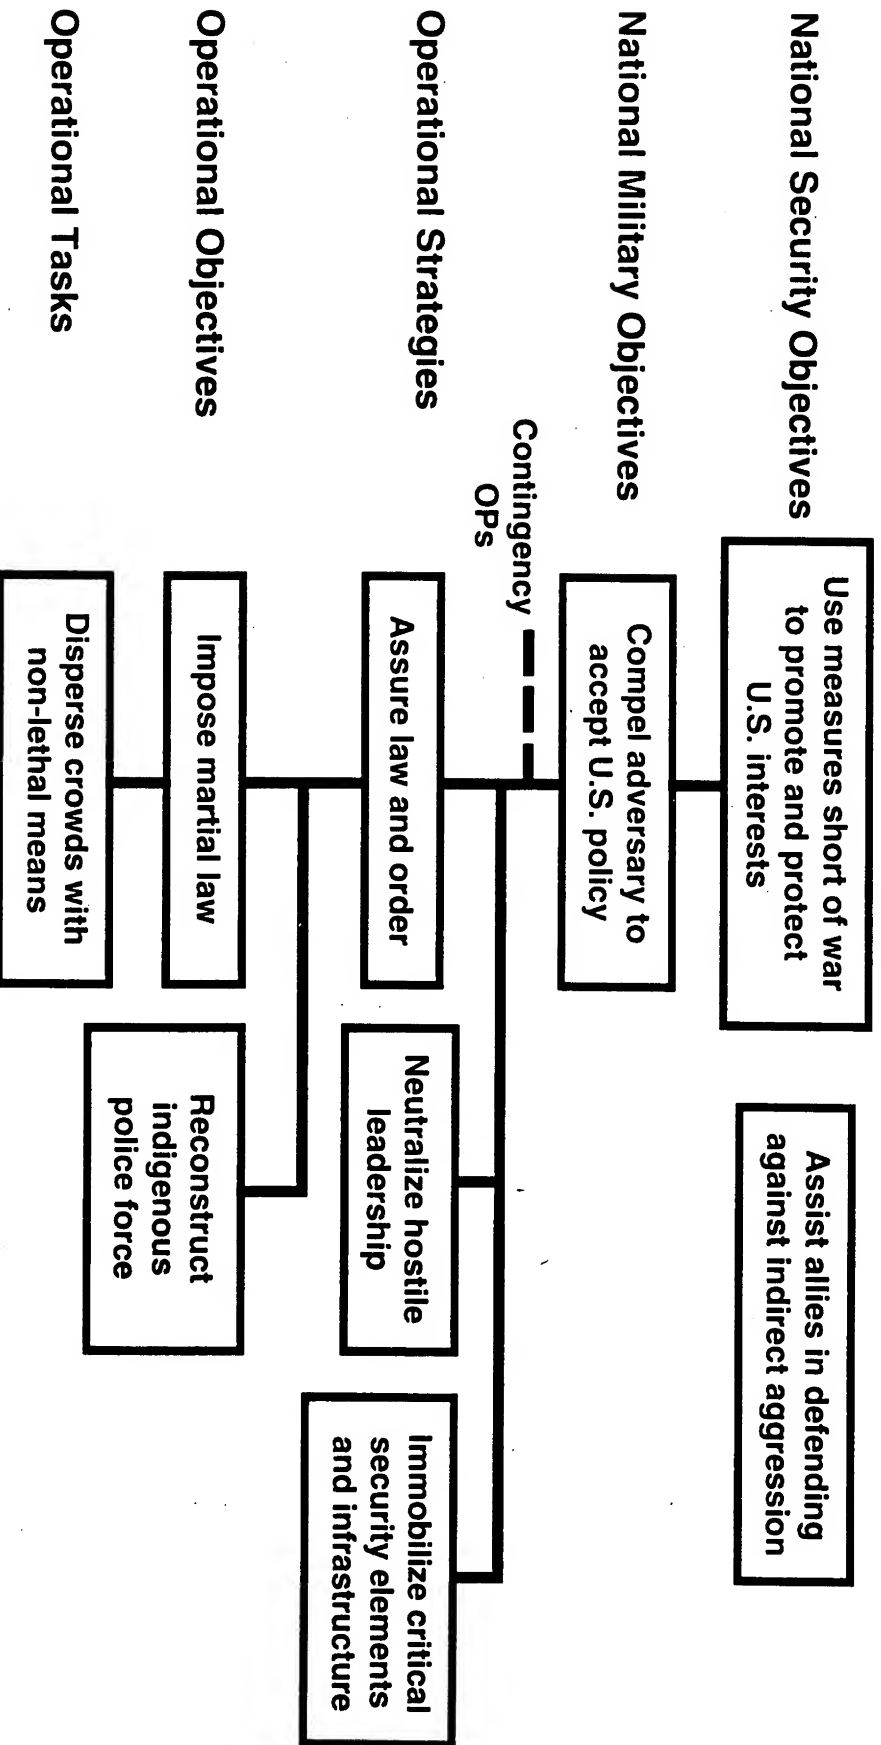 National Security Objectives
Use measures short of war
to promote and protect
U.S. interests
Assist allies in defending
against indirect aggression
National Military Objectives
Compel adversary to
accept U.S. policy
Contingency
OPs
Operational Strategies
Assure law and order
Neutralize hostile
leadership
Immobilize critical
security elements
and infrastructure
Operational Objectives
Impose martial law
Reconstruct
indigenous
police force
Operational Tasks
Disperse crowds with
non-lethal means